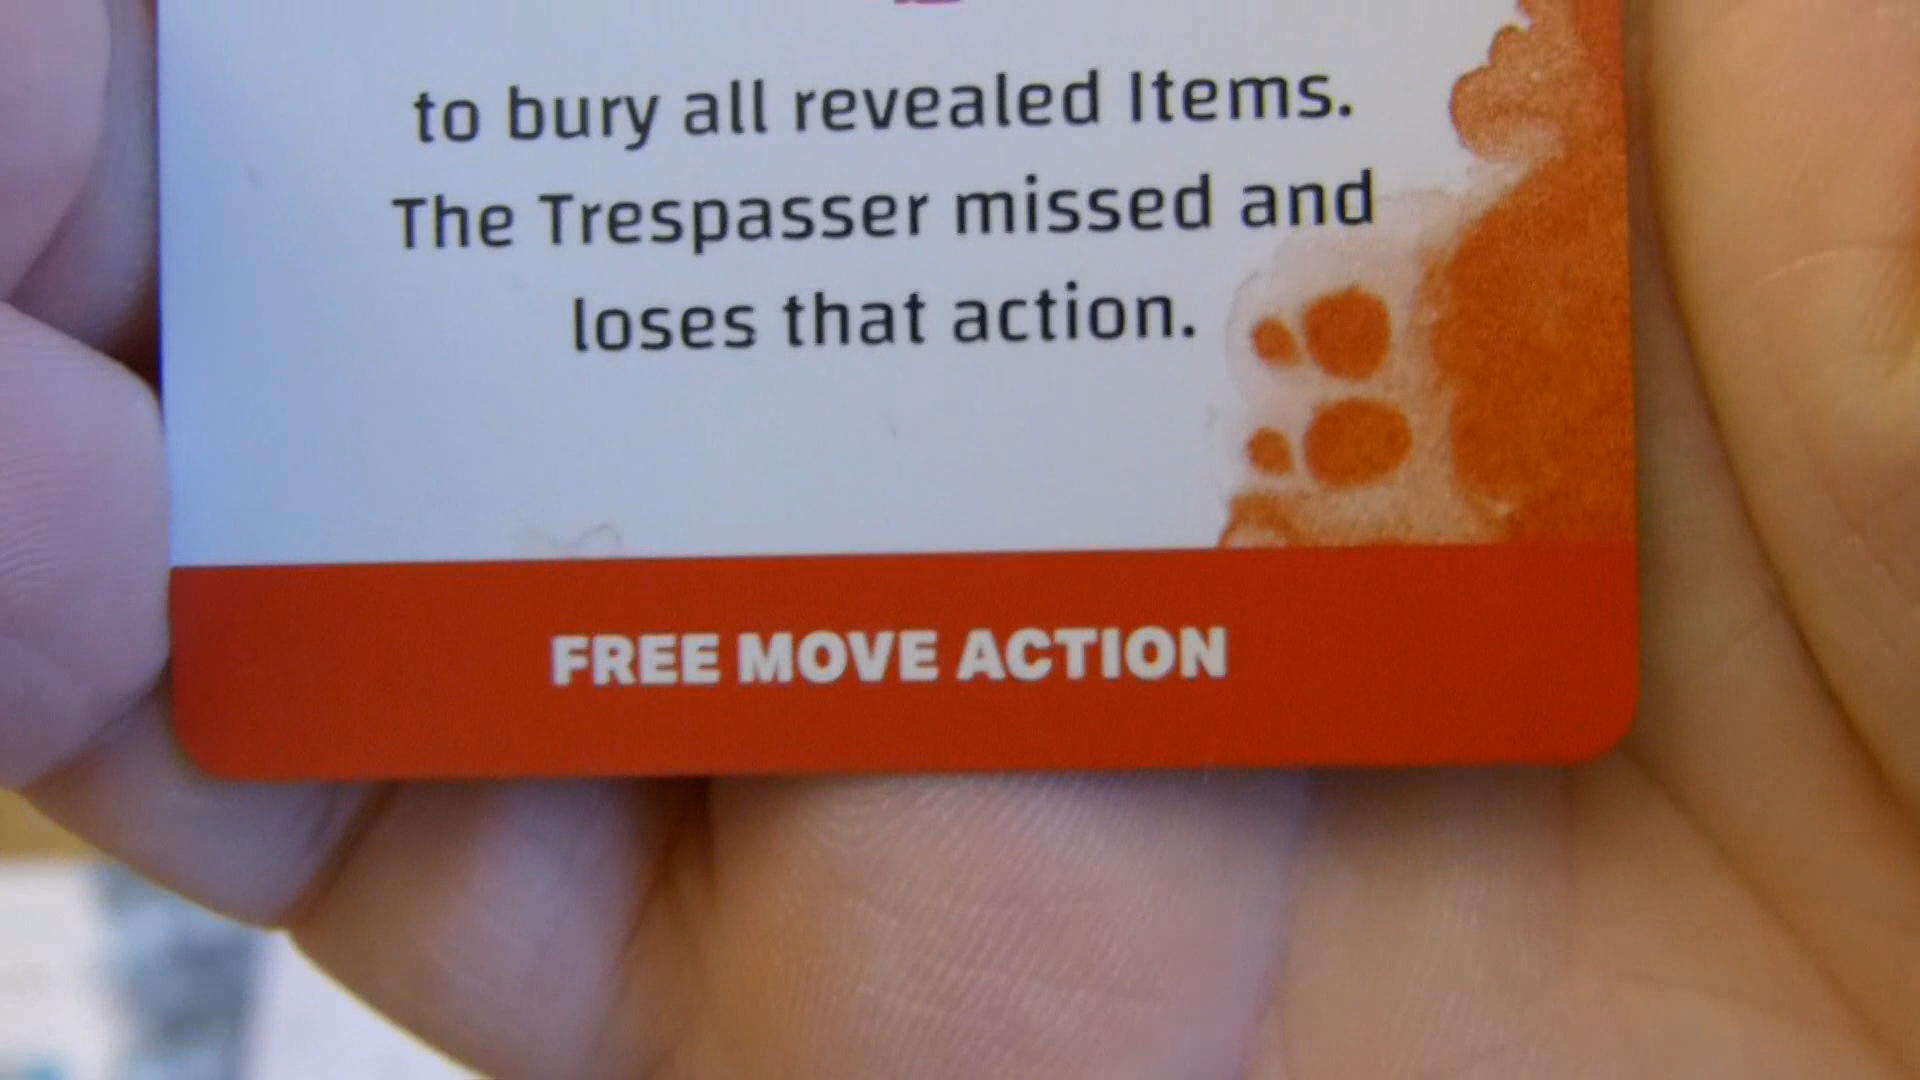 to bury all revealed Items.
The Trespasser missed and
loses that action.
FREE MOVE ACTION